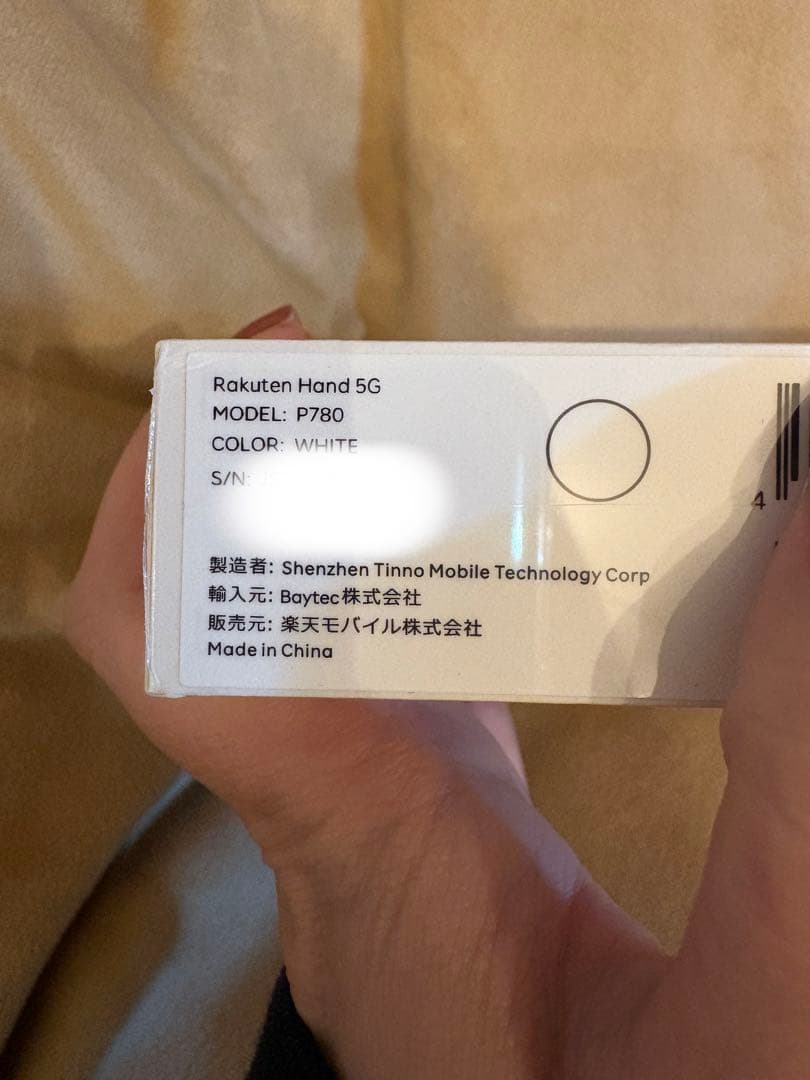 Rakuten Hand 5G
MODEL: P780
COLOR: WHITE
S/N:
製造者: Shenzhen Tinno Mobile Technology Corp
輸入元: Baytec株式会社
販売元: 楽天モバイル株式会社
Made in China
4